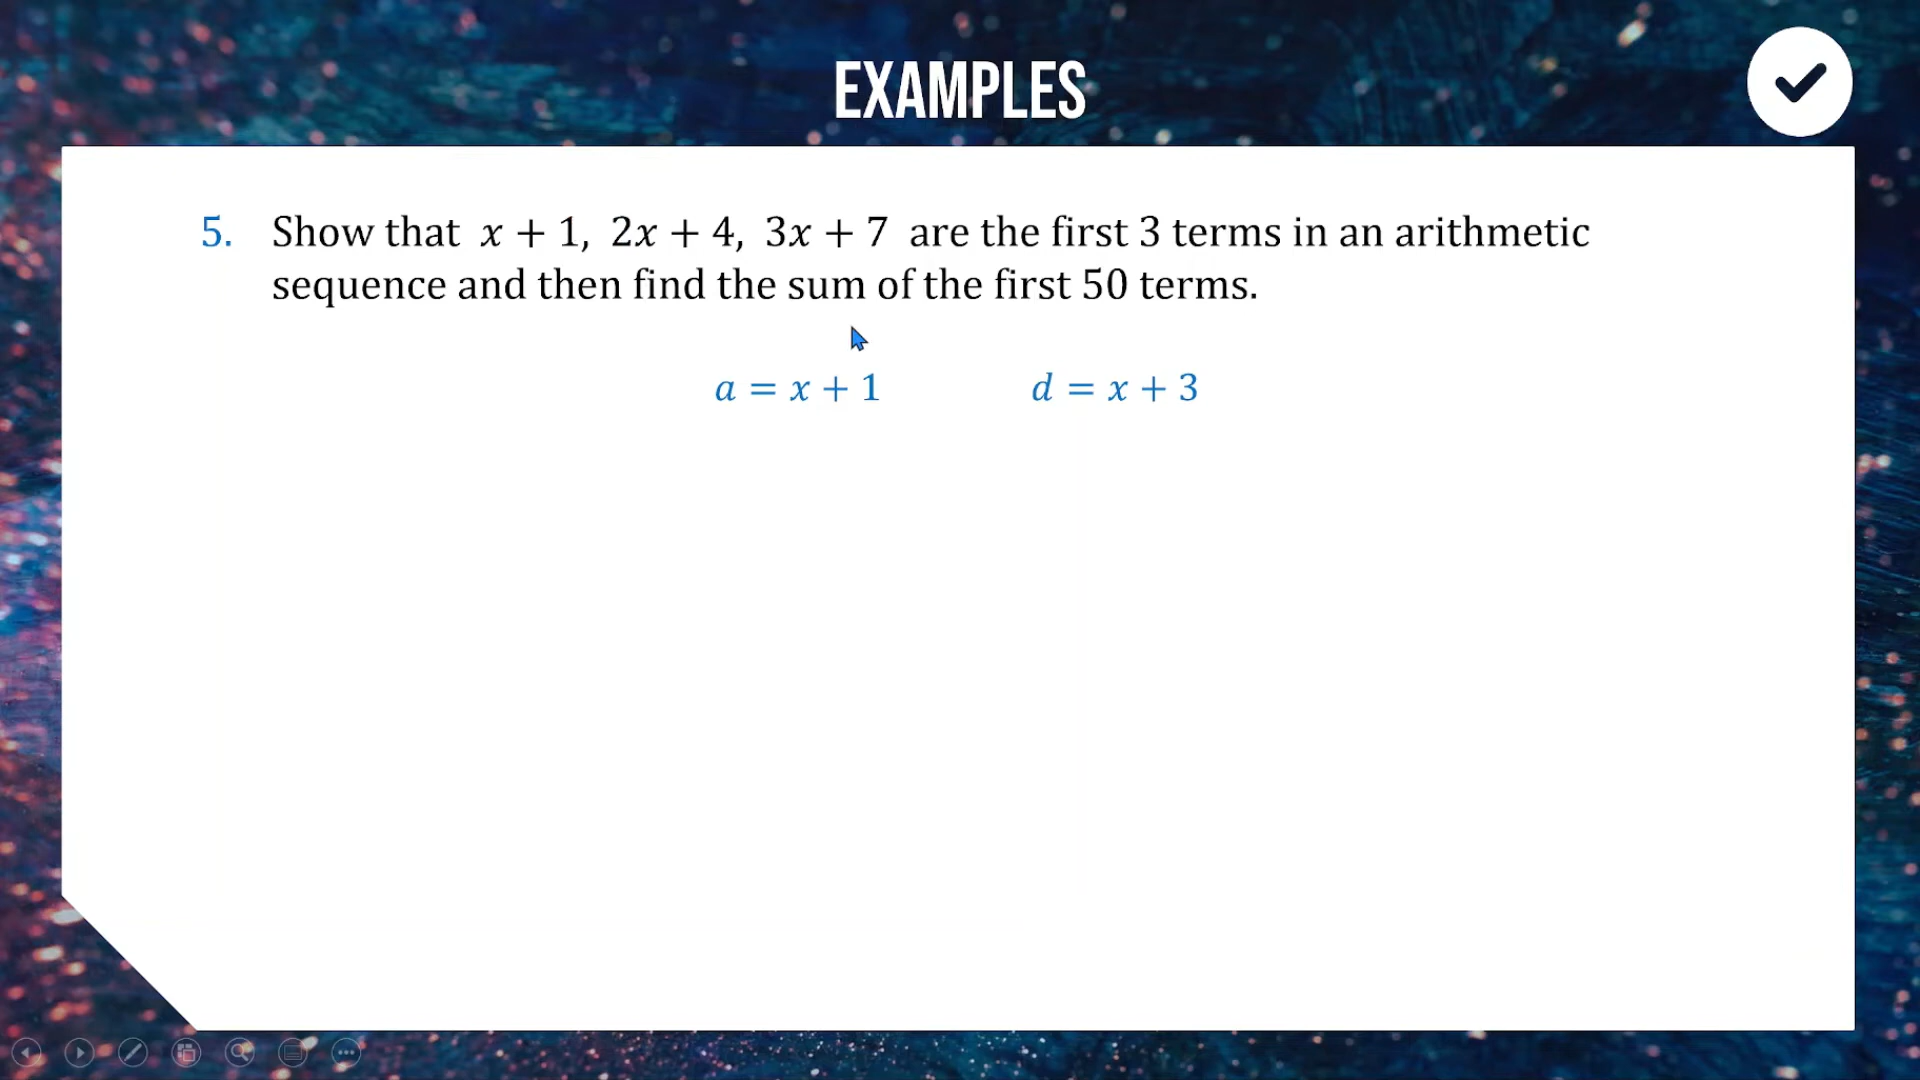 EXAMPLES
5. Show that x + 1, 2x + 4, 3x + 7 are the first 3 terms in an arithmetic
sequence and then find the sum of the first 50 terms.
a = x + 1 d = x + 3